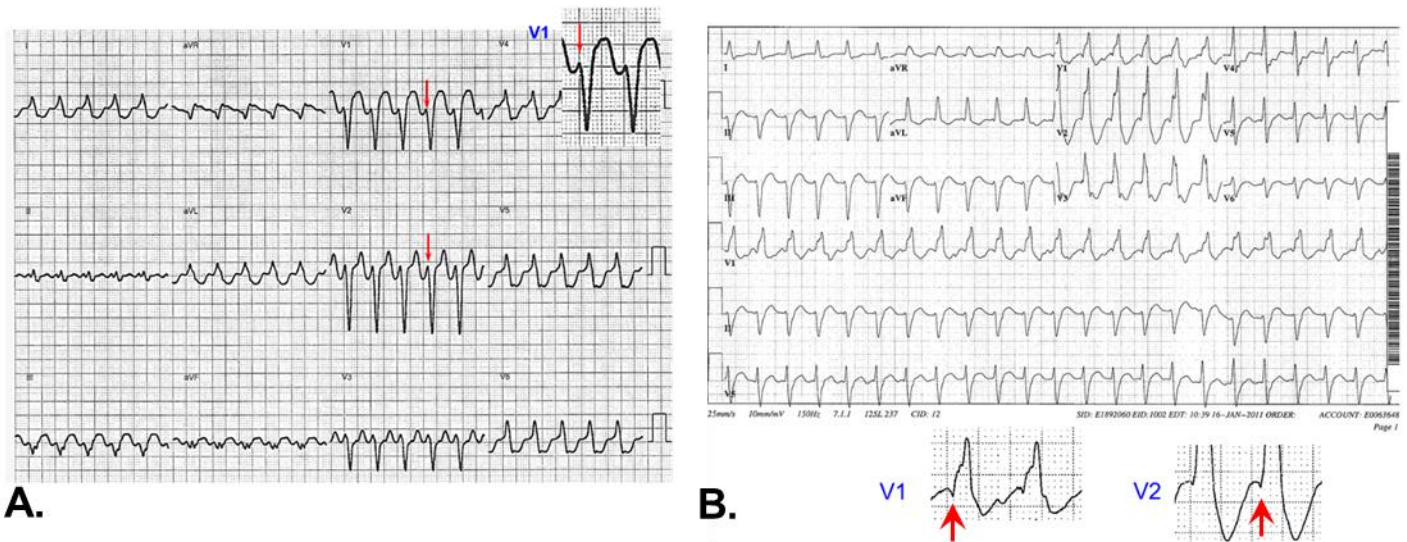 V1
I aVR V1 V4
II aVL V2 V5
III aVF V3 V6
A.
I aVR V1 V4
II aVL V2 V5
III aVF V3 V6
V1
II
V5
25mm/s 10mm/mV 150Hz 7.1.1 12SL 237 CID: 12 SID: E1892060 EID:1002 EDT: 10:39 16-JAN-2011 ORDER: ACCOUNT: E0063648
Page 1
V1 V2
B.